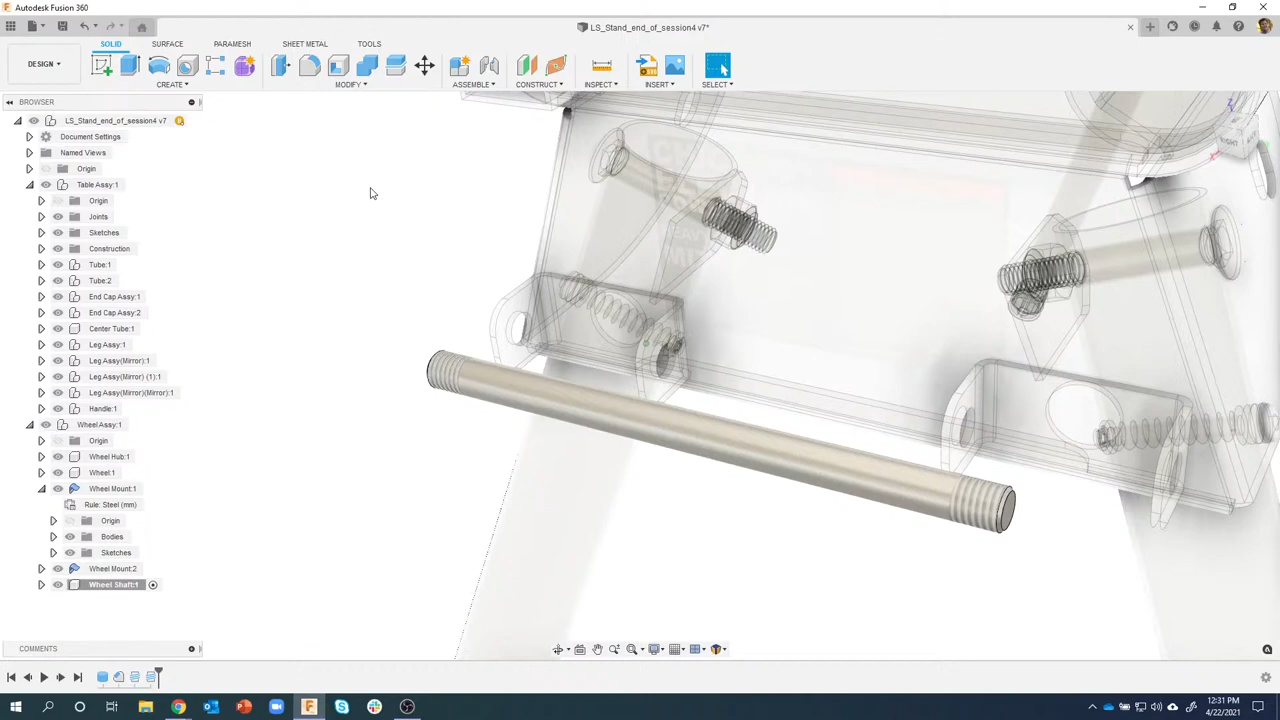 Autodesk Fusion 360
LS_Stand_end_of_session4 v7*
SOLID
SURFACE
PARAMESH
SHEET METAL
TOOLS
DESIGN
CREATE
MODIFY
ASSEMBLE
CONSTRUCT
INSPECT
INSERT
SELECT
BROWSER
LS_Stand_end_of_session4 v7
Document Settings
Named Views
Origin
Table Assy:1
Origin
Joints
Sketches
Construction
Tube:1
Tube:2
End Cap Assy:1
End Cap Assy:2
Center Tube:1
Leg Assy:1
Leg Assy(Mirror):1
Leg Assy(Mirror) (1):1
Leg Assy(Mirror)(Mirror):1
Handle:1
Wheel Assy:1
Origin
Wheel Hub:1
Wheel:1
Wheel Mount:1
Rule: Steel (mm)
Origin
Bodies
Sketches
Wheel Mount:2
Wheel Shaft:1
Z
RIGHT
X
COMMENTS
12:31 PM
4/22/2021